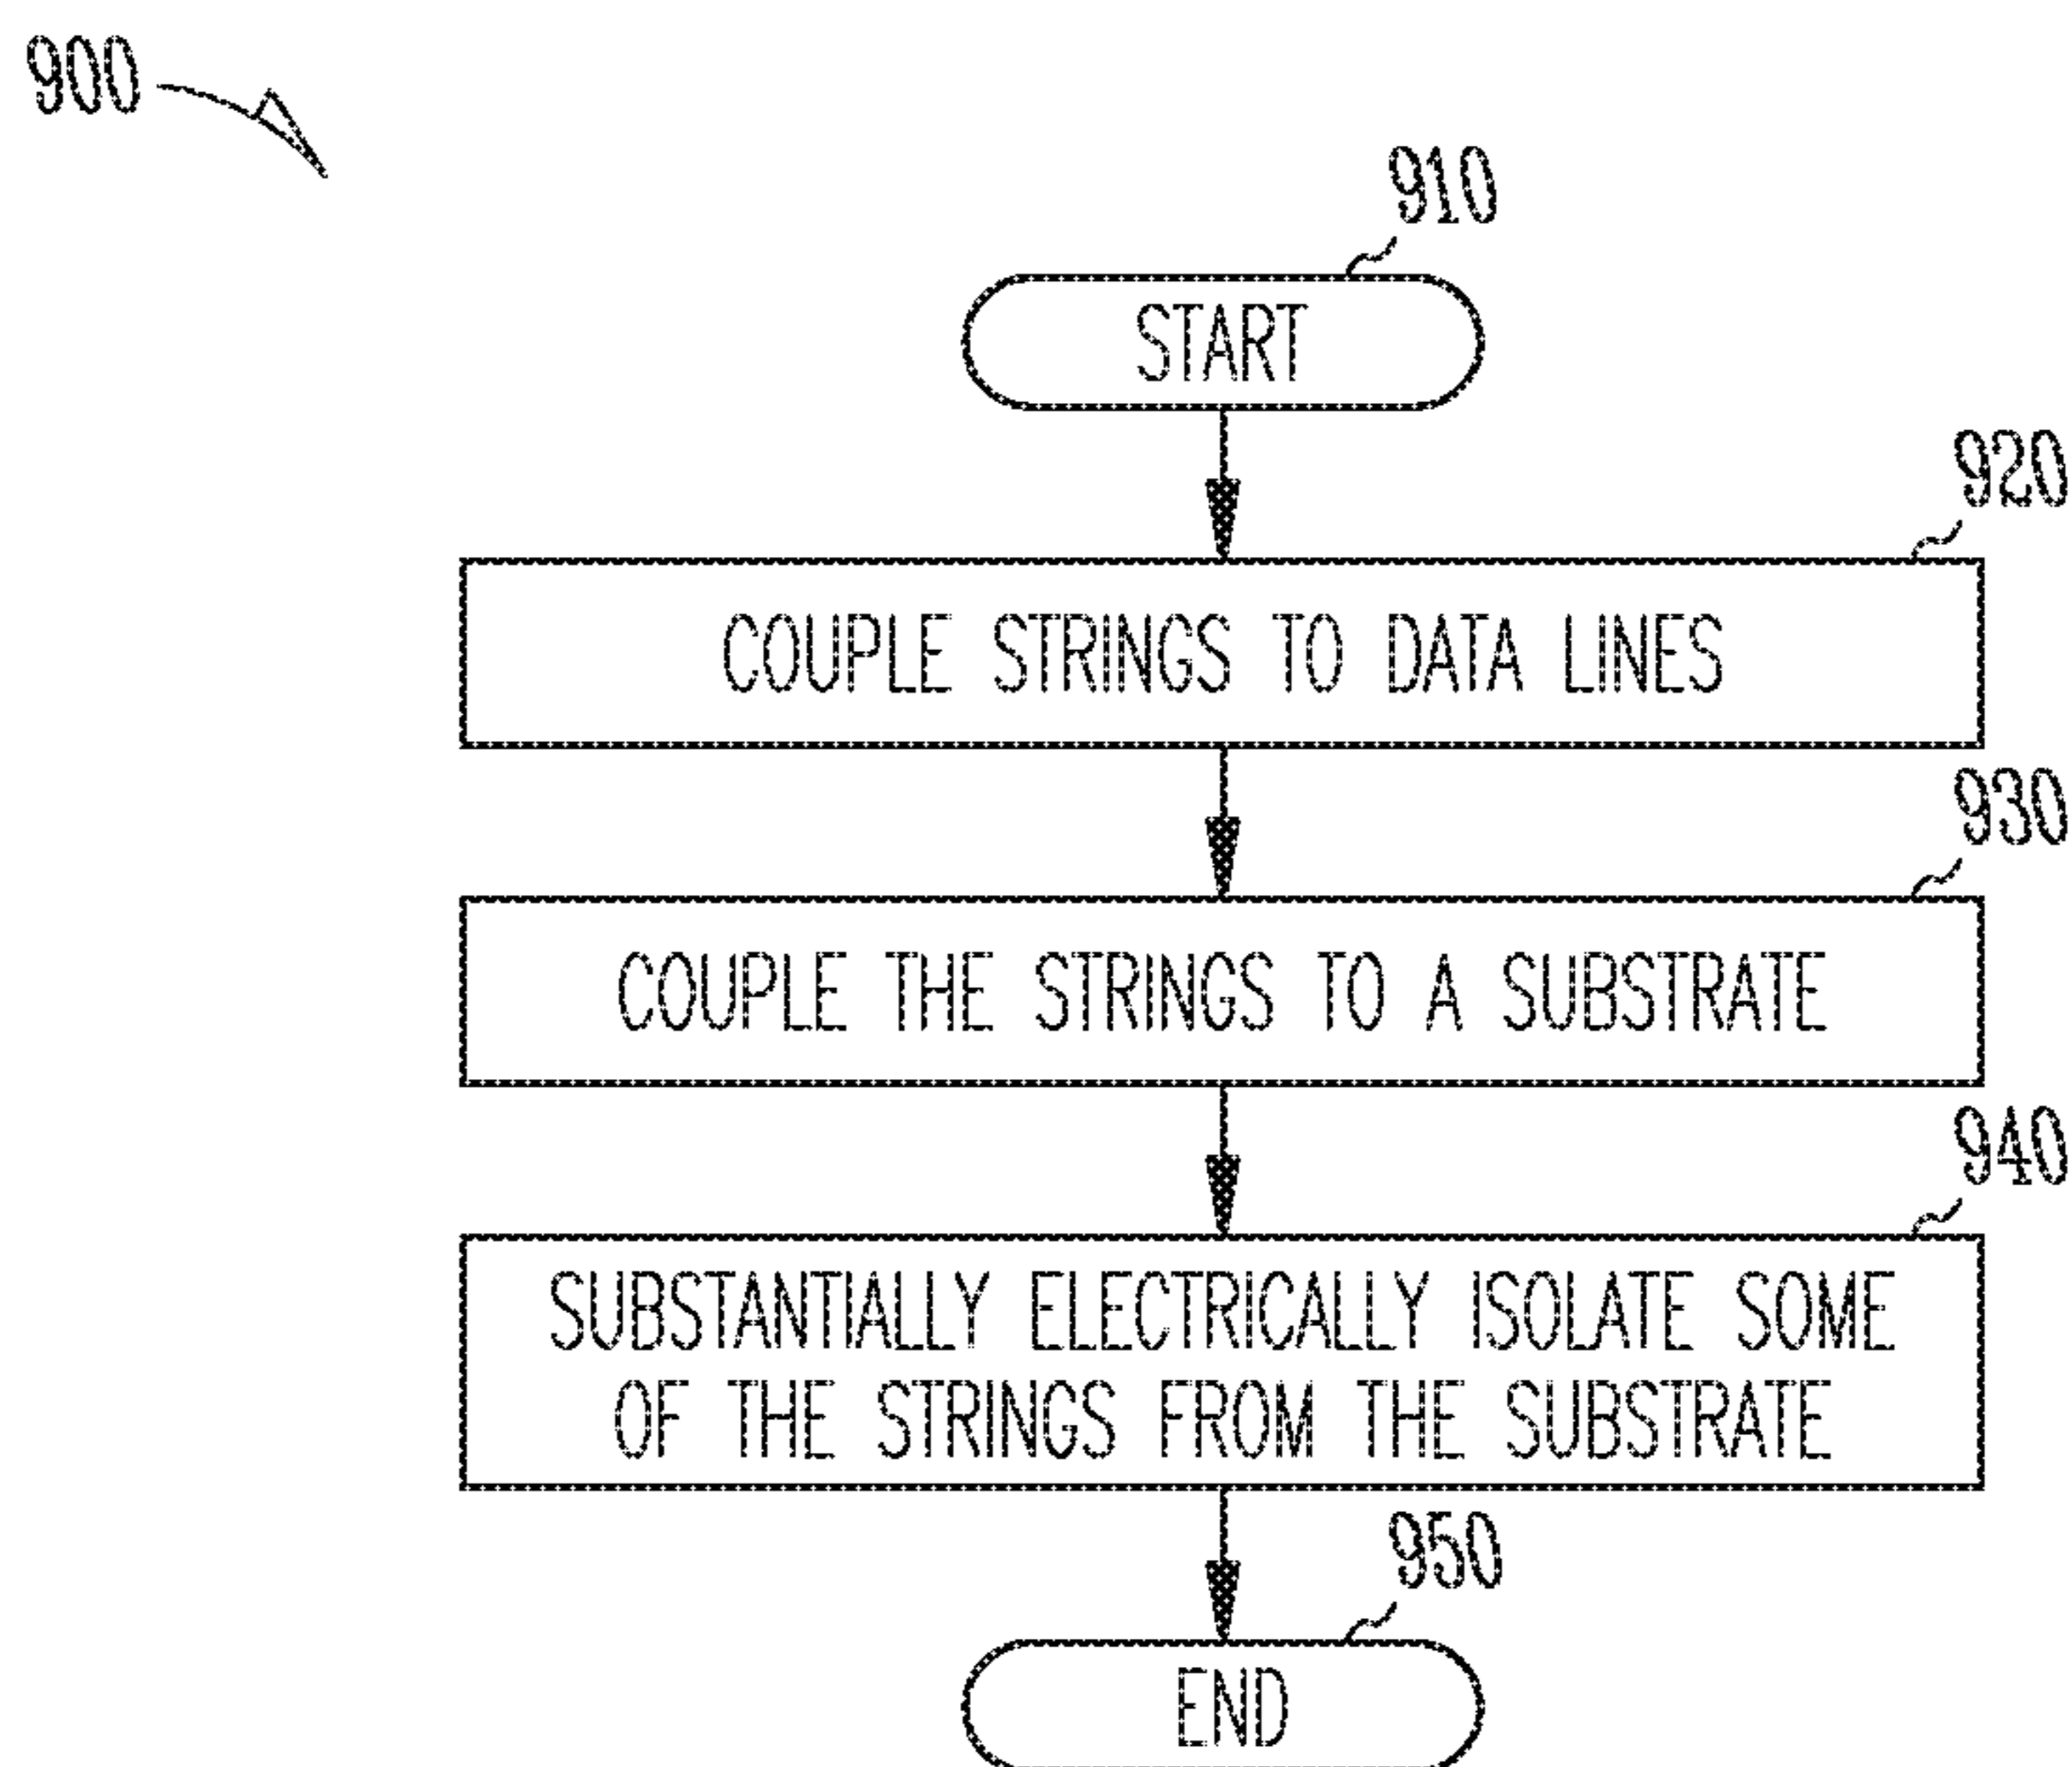 900
910
START
920
COUPLE STRINGS TO DATA LINES
930
COUPLE THE STRINGS TO A SUBSTRATE
940
SUBSTANTIALLY ELECTRICALLY ISOLATE SOME
OF THE STRINGS FROM THE SUBSTRATE
950
END